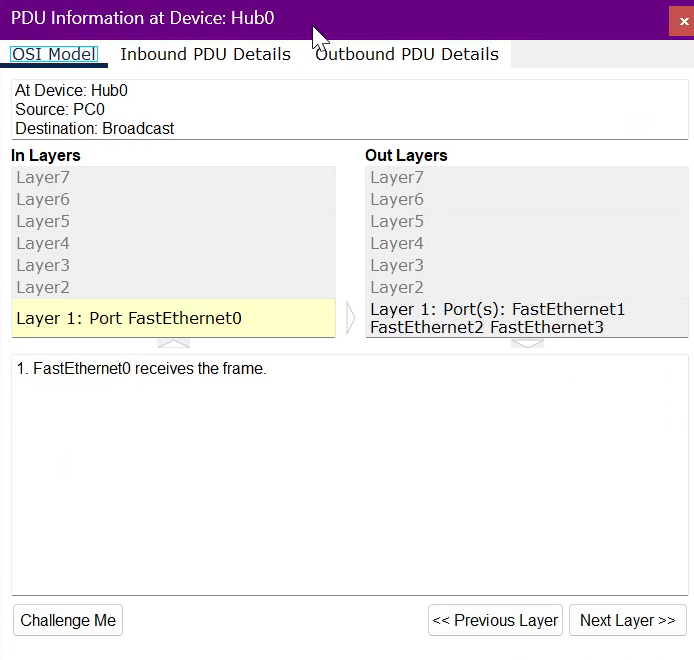 PDU Information at Device: Hub0
OSI Model Inbound PDU Details Outbound PDU Details
At Device: Hub0
Source: PC0
Destination: Broadcast
In Layers
Layer7
Layer6
Layer5
Layer4
Layer3
Layer2
Layer 1: Port FastEthernet0
Out Layers
Layer7
Layer6
Layer5
Layer4
Layer3
Layer2
Layer 1: Port(s): FastEthernet1
FastEthernet2 FastEthernet3
1. FastEthernet0 receives the frame.
Challenge Me << Previous Layer Next Layer >>